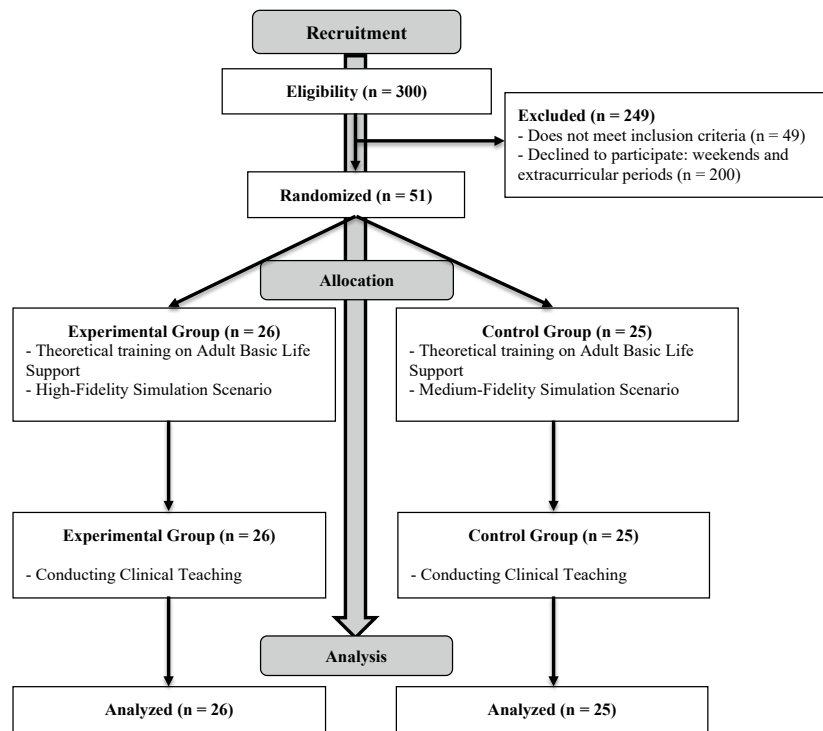 Recruitment
Eligibility (n = 300)
Excluded (n = 249)
- Does not meet inclusion criteria (n = 49)
- Declined to participate: weekends and
extracurricular periods (n = 200)
Randomized (n = 51)
Allocation
Experimental Group (n = 26)
- Theoretical training on Adult Basic Life
Support
- High-Fidelity Simulation Scenario
Control Group (n = 25)
- Theoretical training on Adult Basic Life
Support
- Medium-Fidelity Simulation Scenario
Experimental Group (n = 26)
- Conducting Clinical Teaching
Control Group (n = 25)
- Conducting Clinical Teaching
Analysis
Analyzed (n = 26)
Analyzed (n = 25)